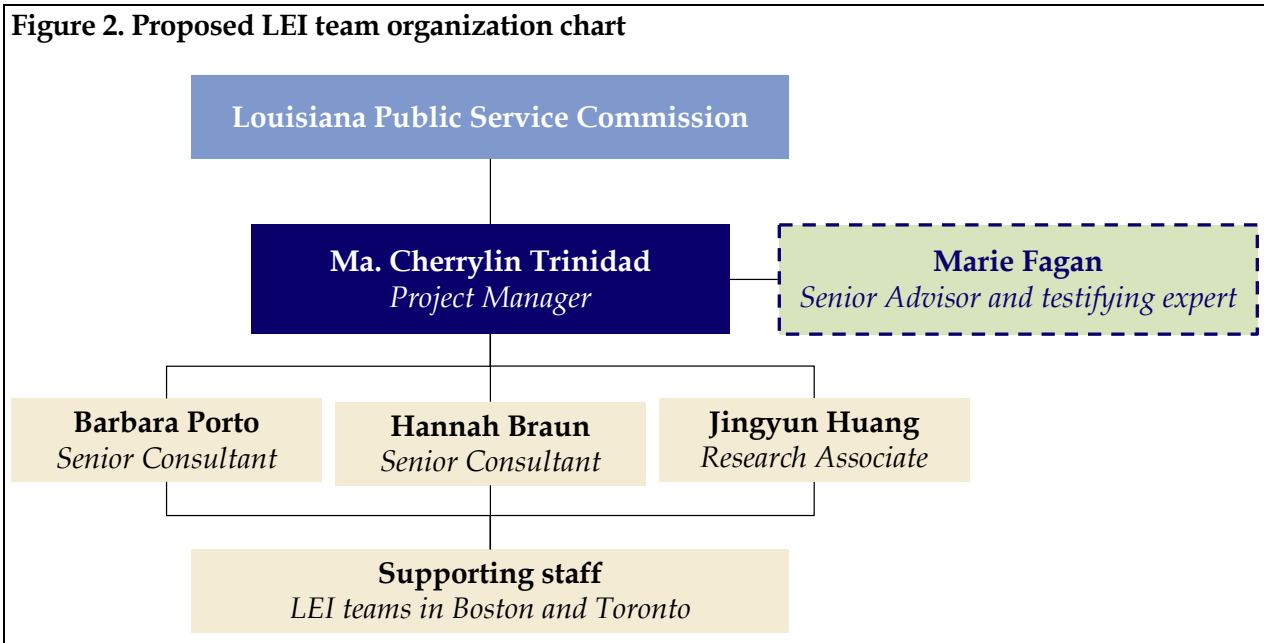 Figure 2. Proposed LEI team organization chart
Louisiana Public Service Commission
Ma. Cherrylin Trinidad
Project Manager
Marie Fagan
Senior Advisor and testifying expert
Barbara Porto
Senior Consultant
Hannah Braun
Senior Consultant
Jingyun Huang
Research Associate
Supporting staff
LEI teams in Boston and Toronto